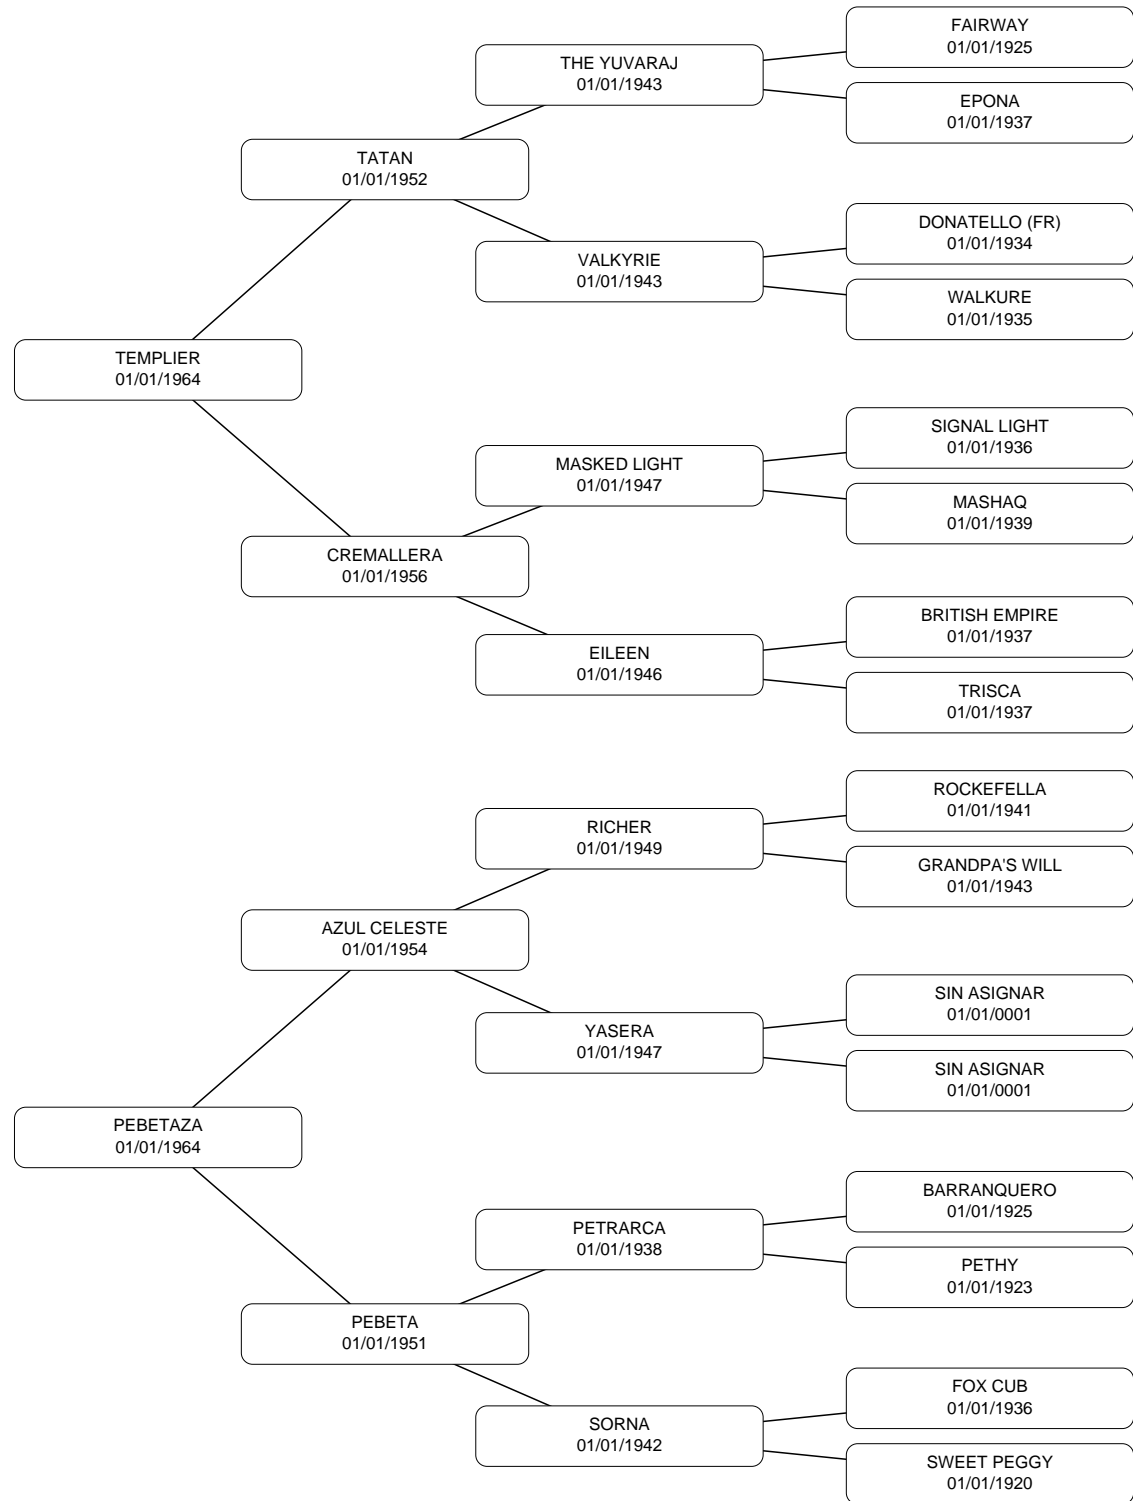 FAIRWAY
01/01/1925
THE YUVARAJ
01/01/1943
EPONA
01/01/1937
TATAN
01/01/1952
DONATELLO (FR)
01/01/1934
VALKYRIE
01/01/1943
WALKURE
01/01/1935
TEMPLIER
01/01/1964
SIGNAL LIGHT
01/01/1936
MASKED LIGHT
01/01/1947
MASHAQ
01/01/1939
CREMALLERA
01/01/1956
BRITISH EMPIRE
01/01/1937
EILEEN
01/01/1946
TRISCA
01/01/1937
ROCKEFELLA
01/01/1941
RICHER
01/01/1949
GRANDPA'S WILL
01/01/1943
AZUL CELESTE
01/01/1954
SIN ASIGNAR
01/01/0001
YASERA
01/01/1947
SIN ASIGNAR
01/01/0001
PEBETAZA
01/01/1964
BARRANQUERO
01/01/1925
PETRARCA
01/01/1938
PETHY
01/01/1923
PEBETA
01/01/1951
FOX CUB
01/01/1936
SORNA
01/01/1942
SWEET PEGGY
01/01/1920